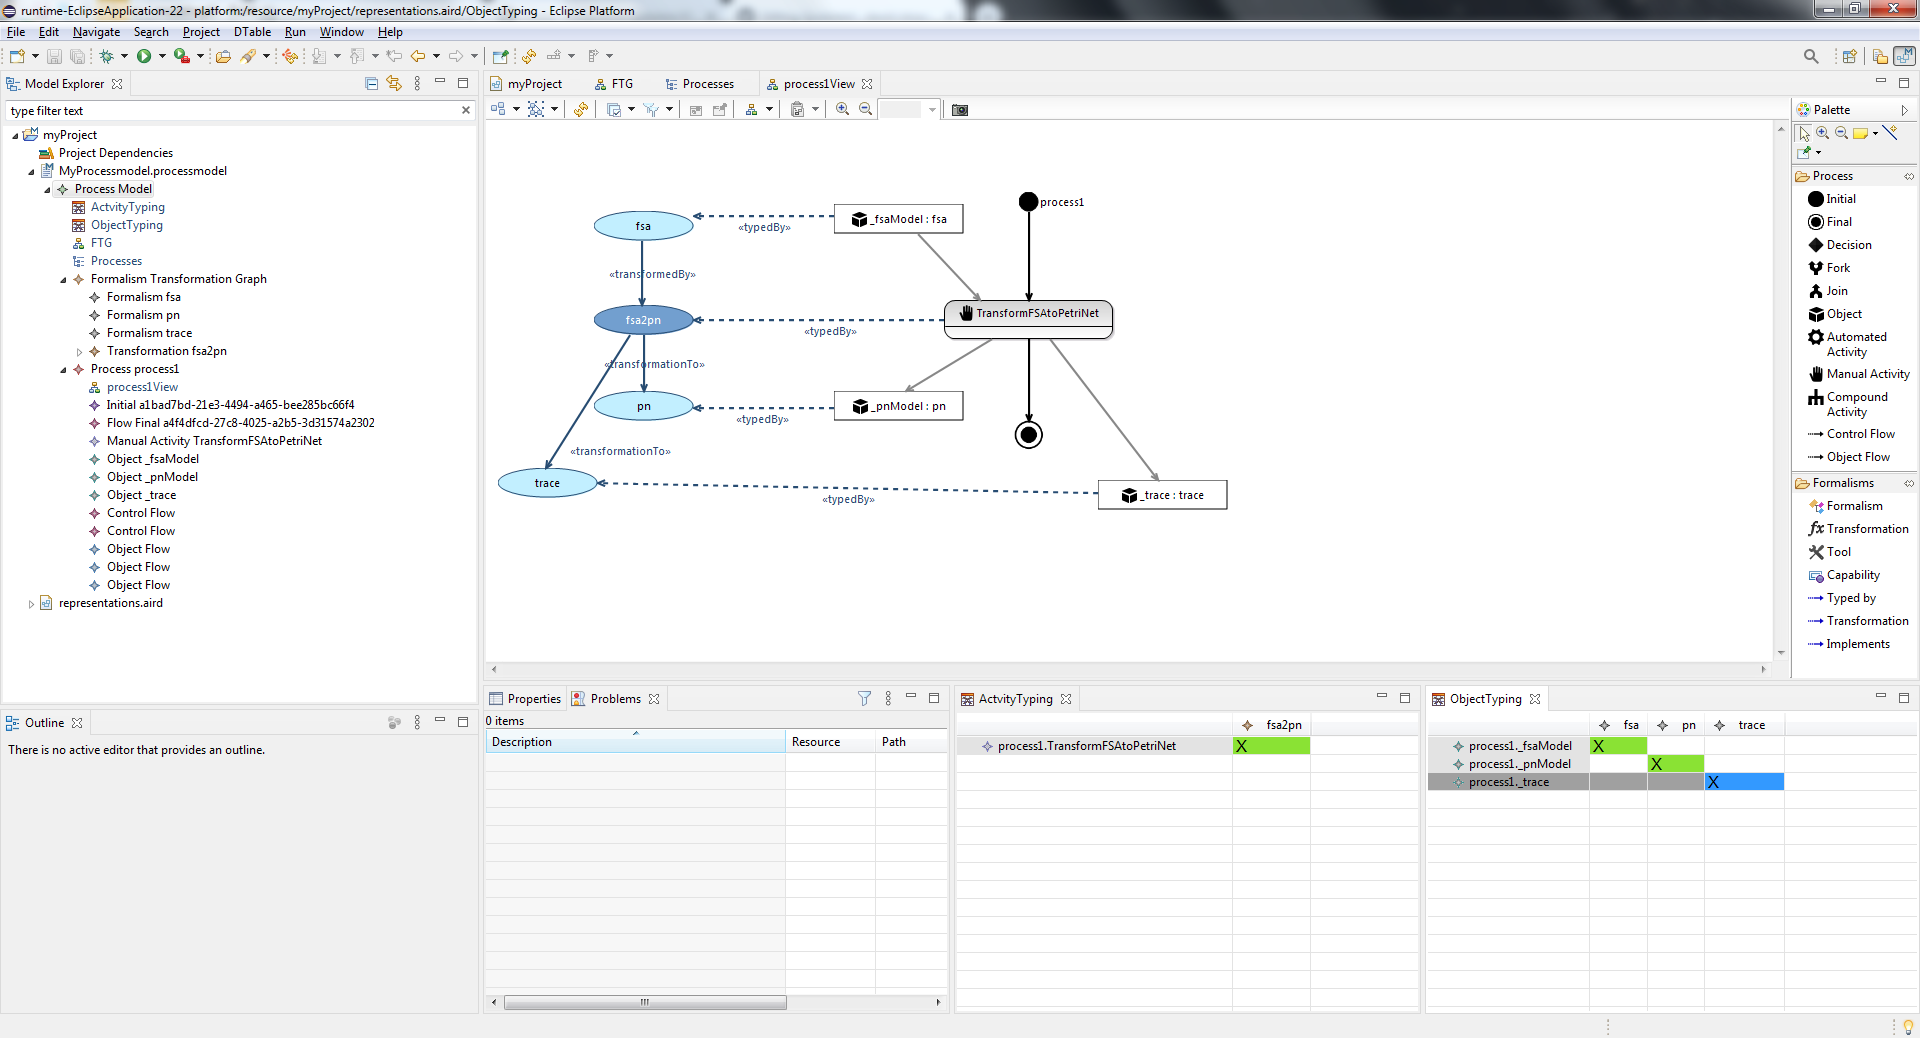 runtime-EclipseApplication-22 - platform:/resource/myProject/representations.aird/ObjectTyping - Eclipse Platform
File Edit Navigate Search Project DTable Run Window Help
Model Explorer
type filter text
myProject
Project Dependencies
MyProcessmodel.processmodel
Process Model
ActvityTyping
ObjectTyping
FTG
Processes
Formalism Transformation Graph
Formalism fsa
Formalism pn
Formalism trace
Transformation fsa2pn
Process process1
process1View
Initial a1bad7bd-21e3-4494-a465-bee285bc66f4
Flow Final a4f4dfcd-27c8-4025-a2b5-3d31574a2302
Manual Activity TransformFSAtoPetriNet
Object _fsaModel
Object _pnModel
Object _trace
Control Flow
Control Flow
Object Flow
Object Flow
Object Flow
representations.aird
Outline
There is no active editor that provides an outline.
myProject FTG Processes process1View
process1
fsa
«typedBy»
_fsaModel : fsa
«transformedBy»
fsa2pn
«typedBy»
TransformFSAtoPetriNet
«transformationTo»
pn
«typedBy»
_pnModel : pn
«transformationTo»
trace
«typedBy»
_trace : trace
Palette
Process
Initial
Final
Decision
Fork
Join
Object
Automated
Activity
Manual Activity
Compound
Activity
Control Flow
Object Flow
Formalisms
Formalism
Transformation
Tool
Capability
Typed by
Transformation
Implements
Properties Problems
0 items
Description Resource Path
ActvityTyping
fsa2pn
process1.TransformFSAtoPetriNet X
ObjectTyping
fsa pn trace
process1._fsaModel X
process1._pnModel X
process1._trace X